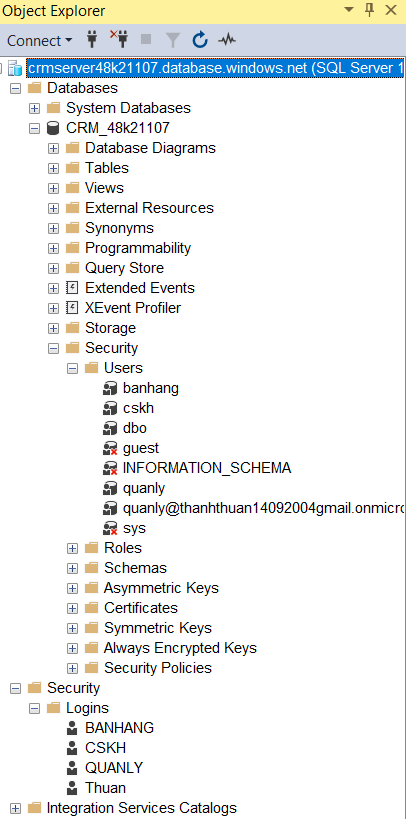 Object Explorer
Connect
crmserver48k21107.database.windows.net (SQL Server 1
Databases
System Databases
CRM_48k21107
Database Diagrams
Tables
Views
External Resources
Synonyms
Programmability
Query Store
Extended Events
XEvent Profiler
Storage
Security
Users
banhang
cskh
dbo
guest
INFORMATION_SCHEMA
quanly
quanly@thanhthuan14092004gmail.onmicro
sys
Roles
Schemas
Asymmetric Keys
Certificates
Symmetric Keys
Always Encrypted Keys
Security Policies
Security
Logins
BANHANG
CSKH
QUANLY
Thuan
Integration Services Catalogs